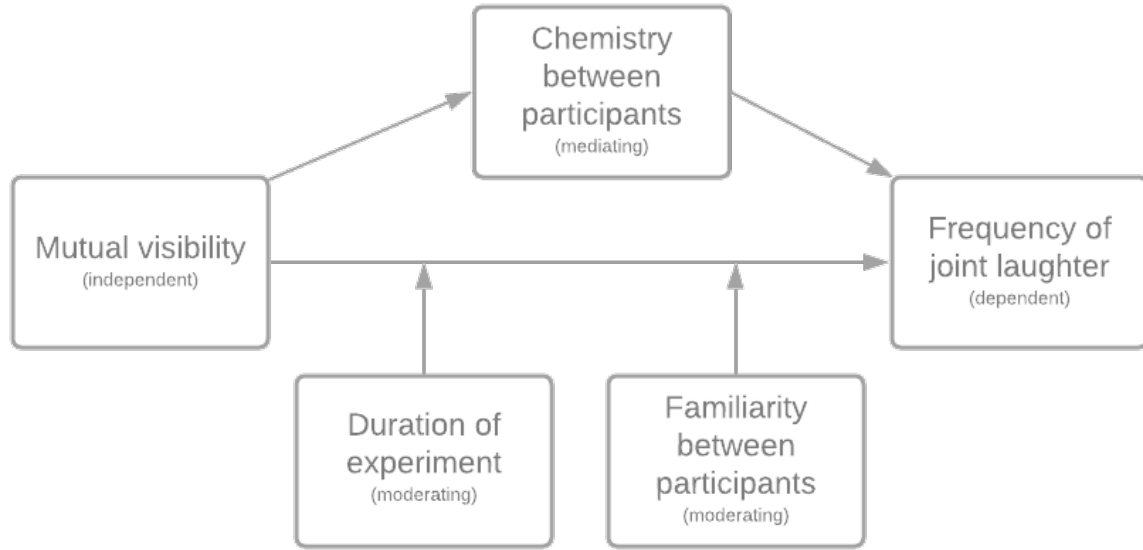 Chemistry
between
participants
(mediating)
Mutual visibility
(independent)
Frequency of
joint laughter
(dependent)
Duration of
experiment
(moderating)
Familiarity
between
participants
(moderating)